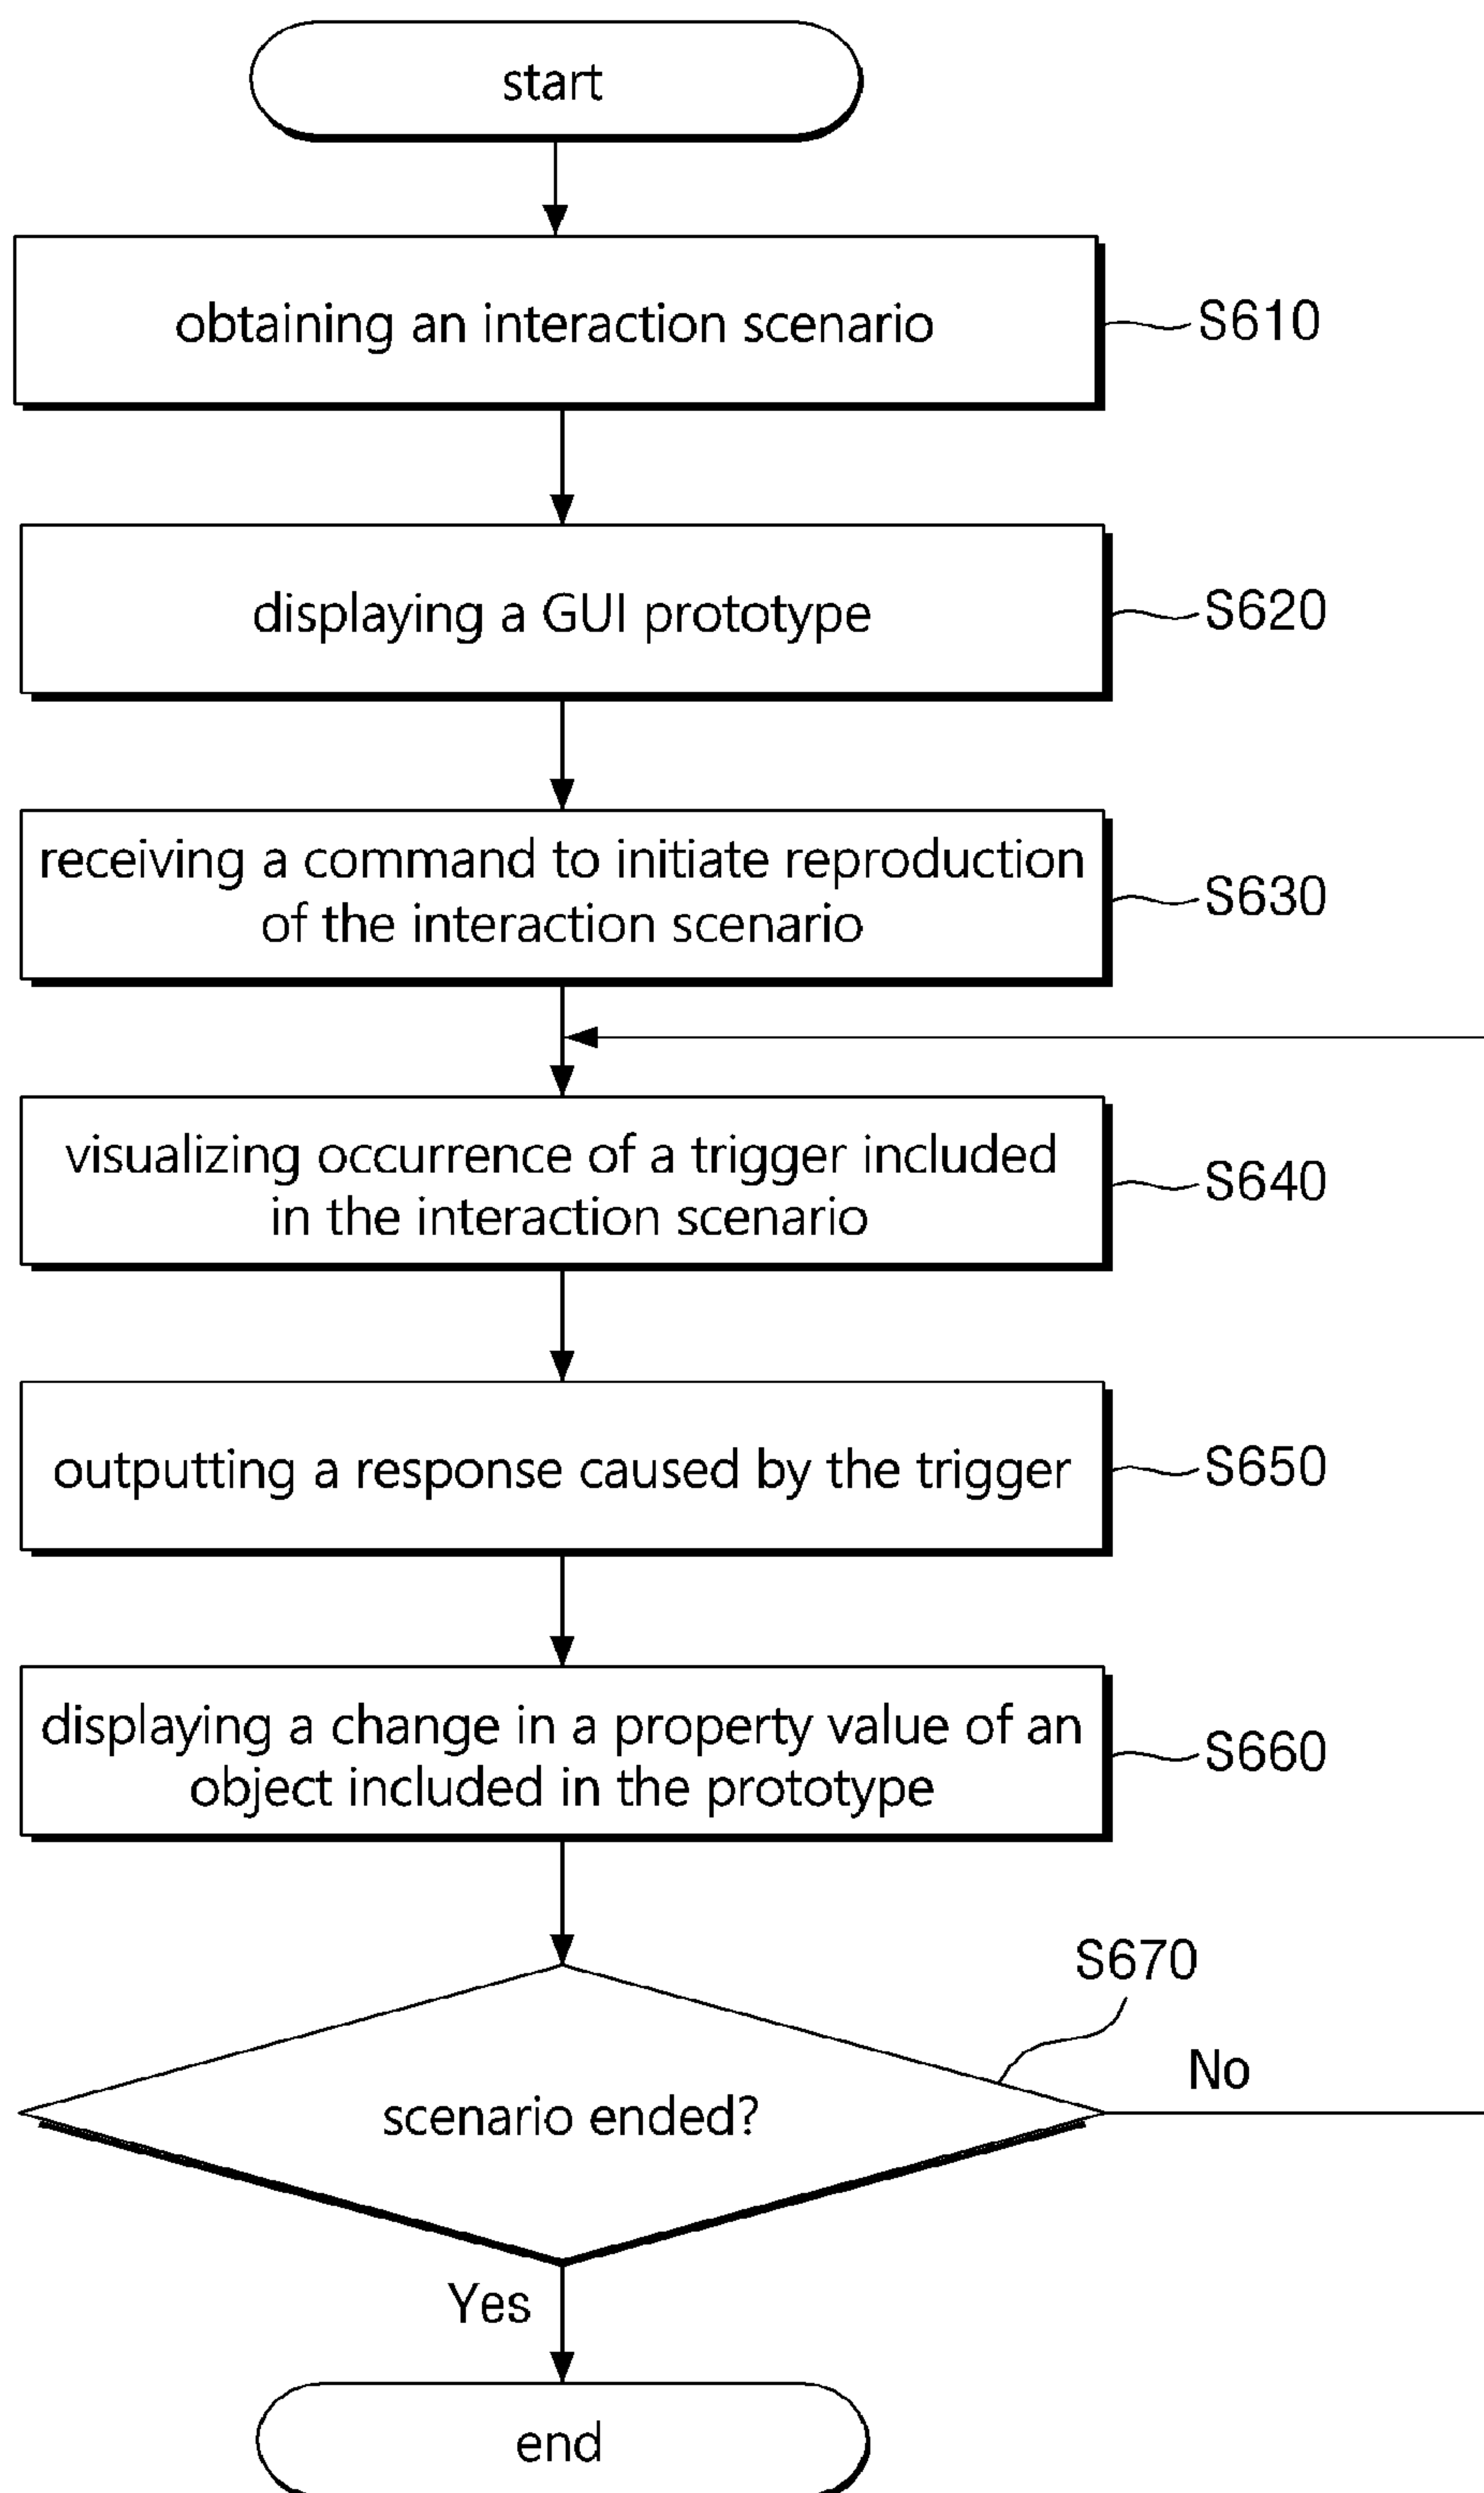 start
obtaining an interaction scenario
S610
displaying a GUI prototype
S620
receiving a command to initiate reproduction
of the interaction scenario
S630
visualizing occurrence of a trigger included
in the interaction scenario
S640
outputting a response caused by the trigger
S650
displaying a change in a property value of an
object included in the prototype
S660
S670
No
scenario ended?
Yes
end